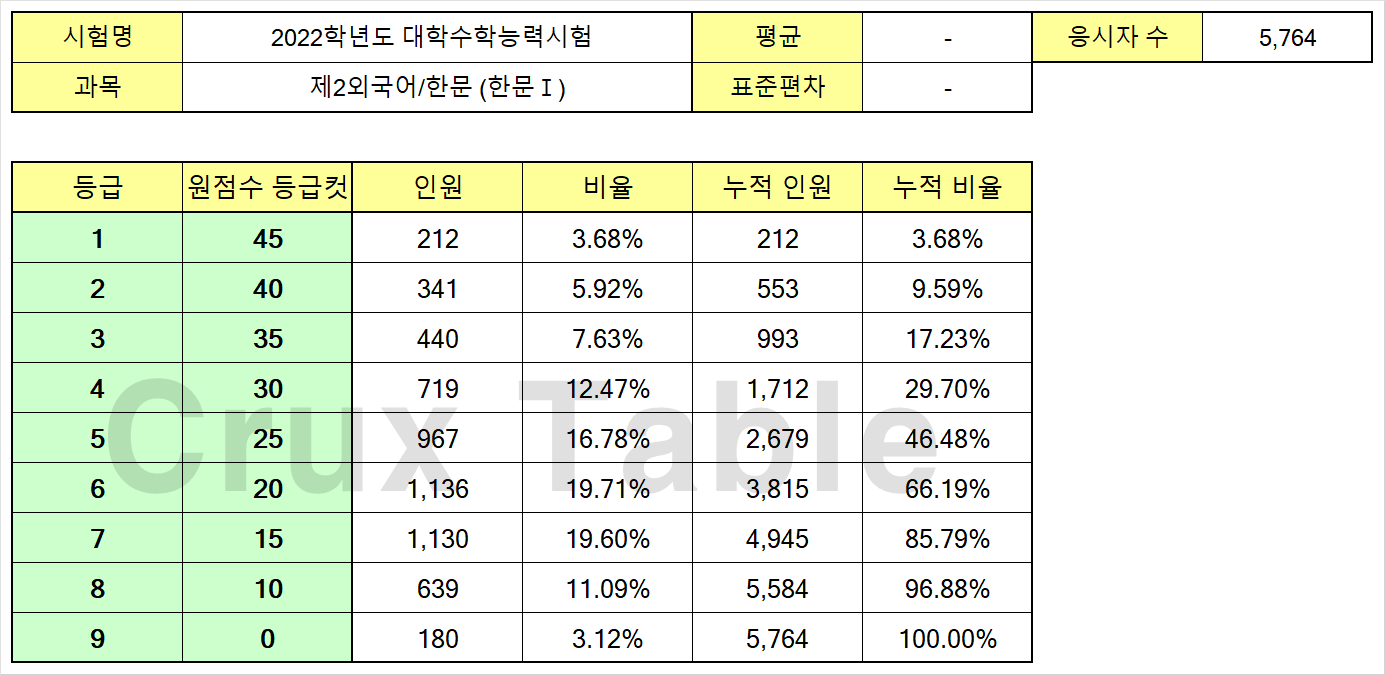 시험명 2022학년도 대학수학능력시험 평균 - 응시자 수 5,764
과목 제2외국어/한문 (한문Ⅰ) 표준편차 -
등급 원점수 등급컷 인원 비율 누적 인원 누적 비율
1 45 212 3.68% 212 3.68%
2 40 341 5.92% 553 9.59%
3 35 440 7.63% 993 17.23%
4 30 719 12.47% 1,712 29.70%
5 25 967 16.78% 2,679 46.48%
6 20 1,136 19.71% 3,815 66.19%
7 15 1,130 19.60% 4,945 85.79%
8 10 639 11.09% 5,584 96.88%
9 0 180 3.12% 5,764 100.00%
Crux Table